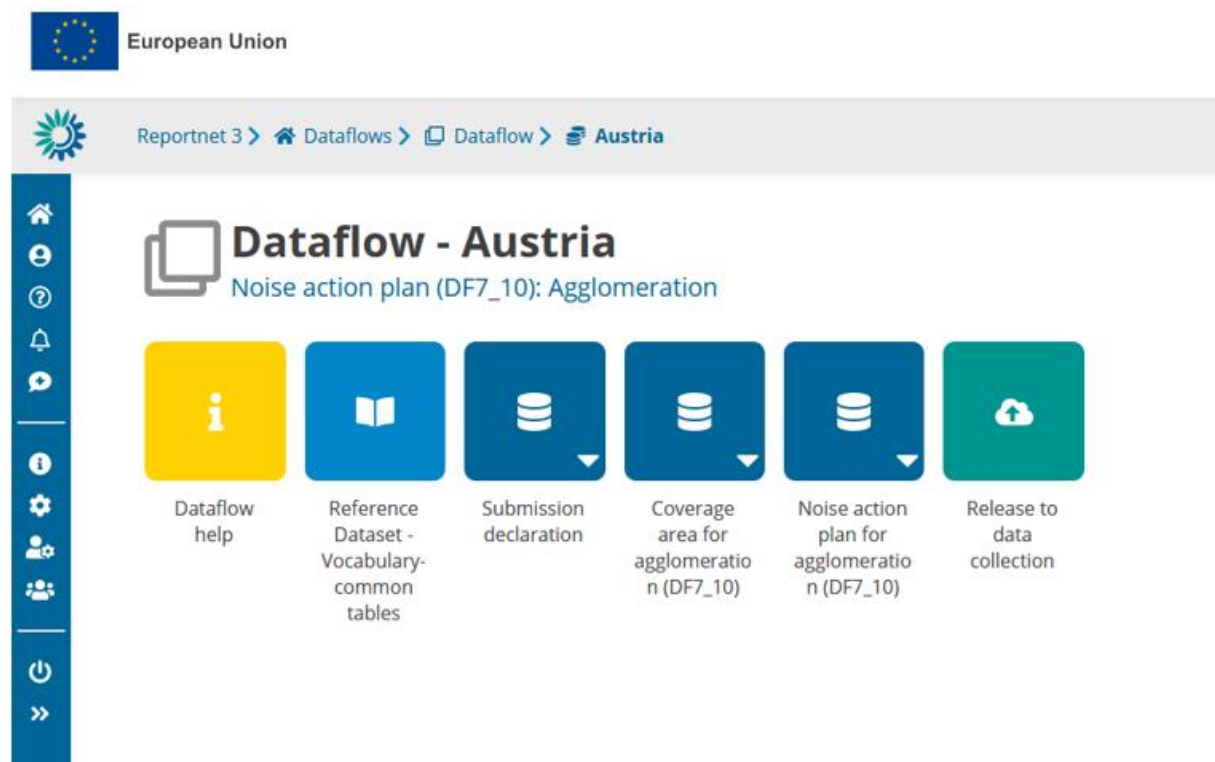 European Union
Reportnet 3 > Dataflows > Dataflow > Austria
Dataflow - Austria
Noise action plan (DF7_10): Agglomeration
Dataflow
help
Reference
Dataset -
Vocabulary-
common
tables
Submission
declaration
Coverage
area for
agglomeratio
n (DF7_10)
Noise action
plan for
agglomeratio
n (DF7_10)
Release to
data
collection